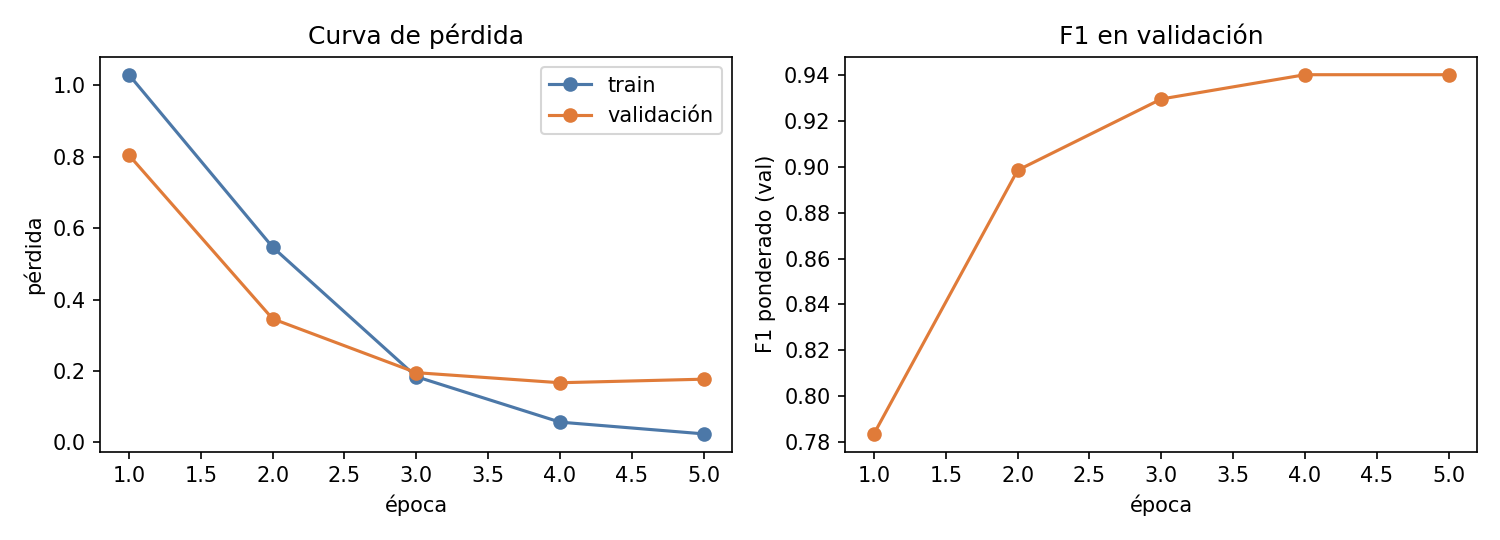 Curva de pérdida
pérdida
1.0
0.8
0.6
0.4
0.2
0.0
train
validación
1.0 1.5 2.0 2.5 3.0 3.5 4.0 4.5 5.0
época
F1 en validación
F1 ponderado (val)
0.94
0.92
0.90
0.88
0.86
0.84
0.82
0.80
0.78
1.0 1.5 2.0 2.5 3.0 3.5 4.0 4.5 5.0
época